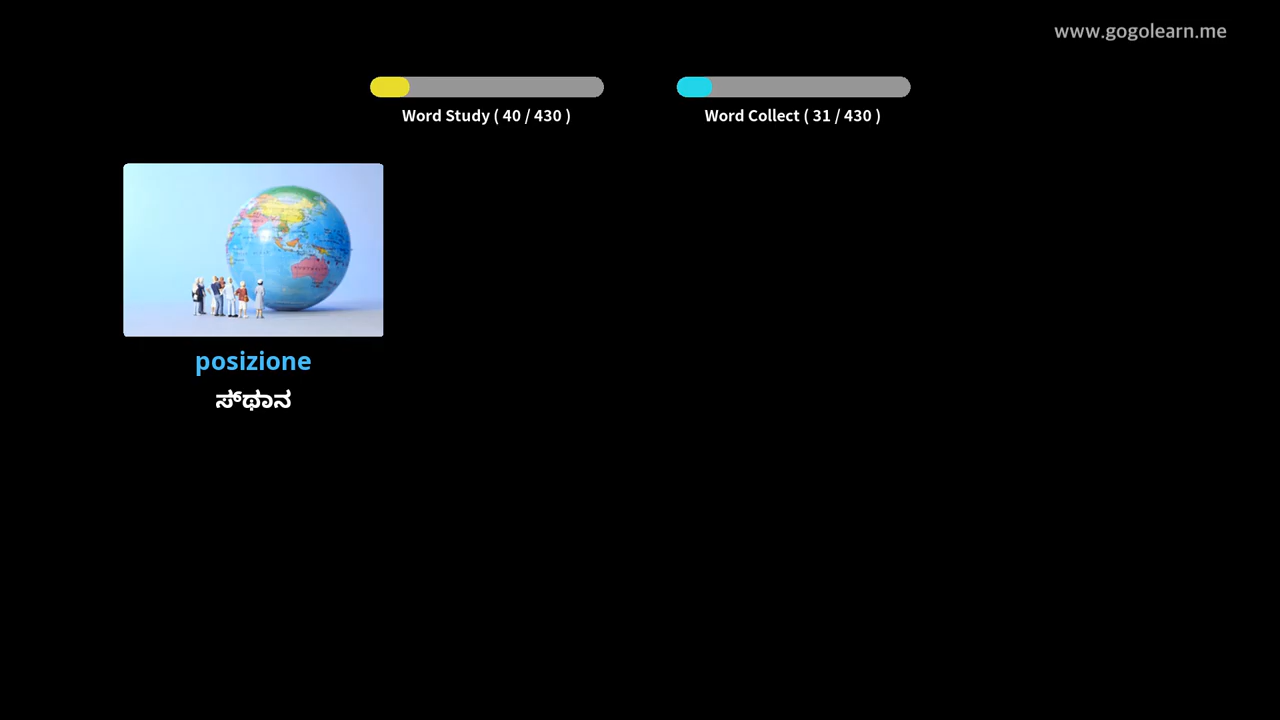 www.gogolearn.me
Word Study ( 40 / 430 )
Word Collect ( 31 / 430 )
posizione
ಸ್ಥಾನ